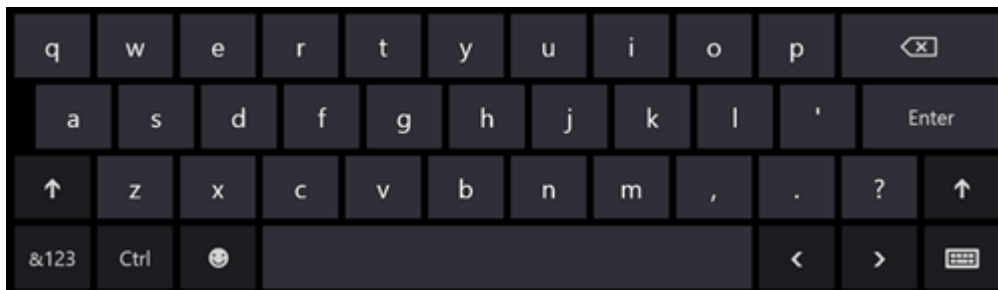 q w e r t y u i o p
a s d f g h j k l ' Enter
z x c v b n m , . ?
&123 Ctrl < >